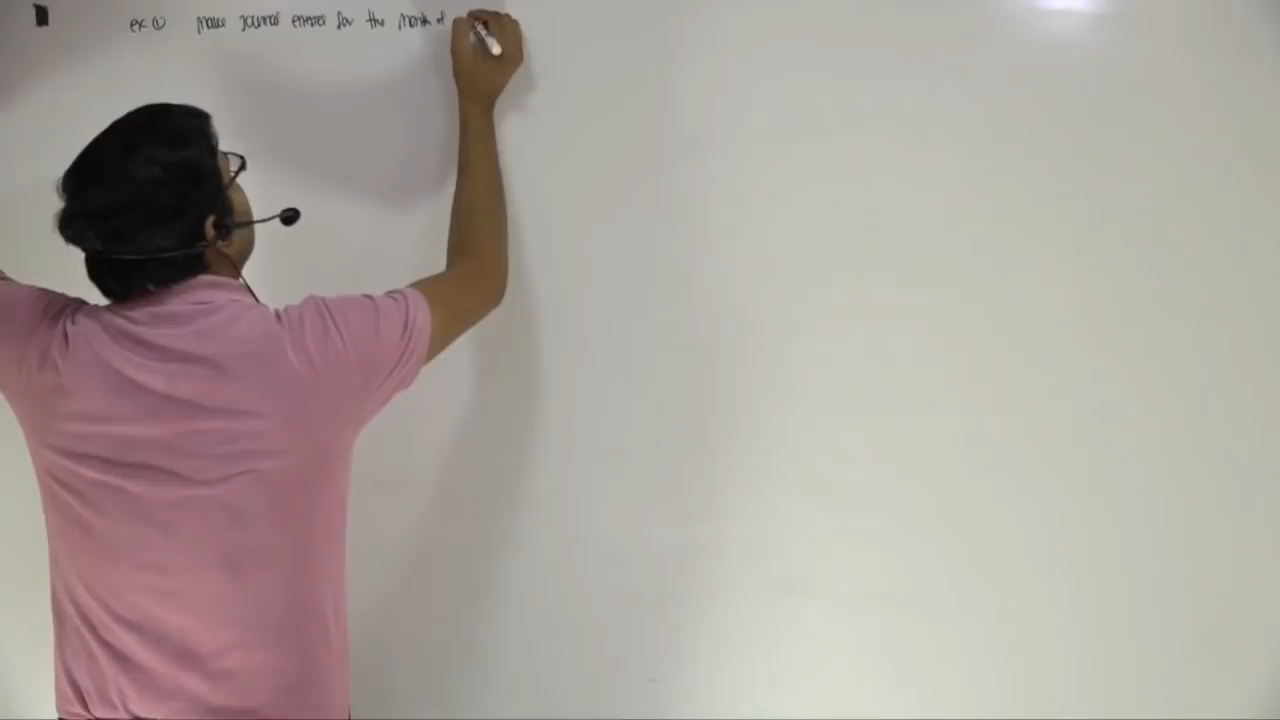 ex ① Make Journal entries for the Month of